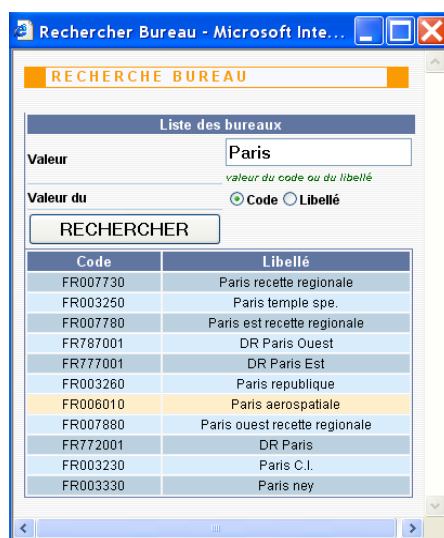 Rechercher Bureau - Microsoft Inte...
RECHERCHE BUREAU
Liste des bureaux
Valeur Paris
valeur du code ou du libellé
Valeur du Code Libellé
RECHERCHER
Code Libellé
FR007730 Paris recette regionale
FR003250 Paris temple spe.
FR007780 Paris est recette regionale
FR787001 DR Paris Ouest
FR777001 DR Paris Est
FR003260 Paris republique
FR006010 Paris aerospatiale
FR007880 Paris ouest recette regionale
FR772001 DR Paris
FR003230 Paris C.I.
FR003330 Paris ney